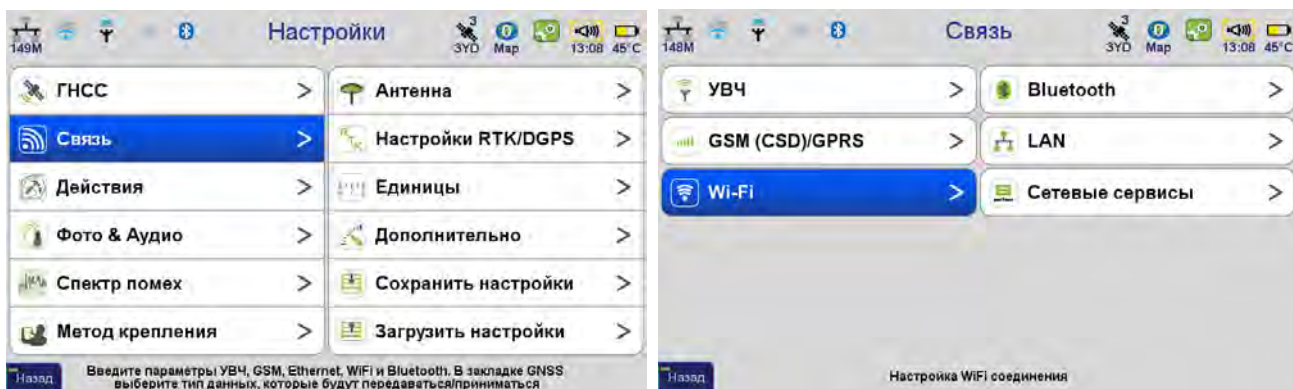 149M
Настройки
3
3YD
Map
13:08
45°C
ГНСС >
Связь >
Действия >
Фото & Аудио >
Спектр помех >
Метод крепления >
Антенна >
Настройки RTK/DGPS >
Единицы >
Дополнительно >
Сохранить настройки >
Загрузить настройки >
Назад
Введите параметры УВЧ, GSM, Ethernet, WiFi и Bluetooth. В закладке GNSS
выберите тип данных, которые будут передаваться/приниматься
148M
Связь
3
3YD
Map
13:08
45°C
УВЧ >
GSM (CSD)/GPRS >
Wi-Fi >
Bluetooth >
LAN >
Сетевые сервисы >
Назад
Настройка WiFi соединения